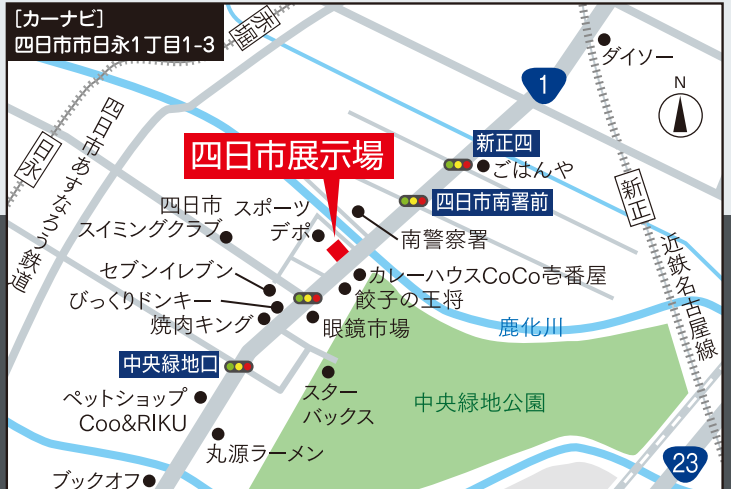 [カーナビ]
四日市市日永1丁目1-3
赤堀
ダイソー
1
N
四日市あすなろう鉄道
日永
四日市展示場
新正四
ごはんや
四日市南署前
新正
近鉄名古屋線
四日市
スイミングクラブ
スポーツ
デポ
南警察署
セブンイレブン
びっくりドンキー
焼肉キング
カレーハウスCoCo壱番屋
餃子の王将
眼鏡市場
鹿化川
中央緑地口
スター
バックス
中央緑地公園
ペットショップ
Coo&RIKU
丸源ラーメン
ブックオフ
23